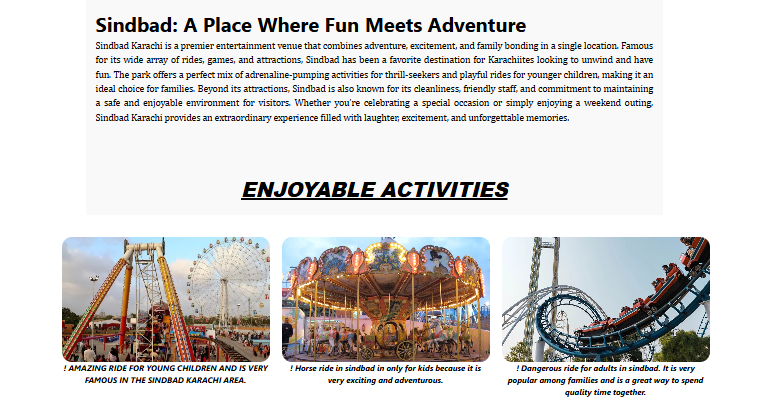 Sindbad: A Place Where Fun Meets Adventure
Sindbad Karachi is a premier entertainment venue that combines adventure, excitement, and family bonding in a single location. Famous
for its wide array of rides, games, and attractions, Sindbad has been a favorite destination for Karachiites looking to unwind and have
fun. The park offers a perfect mix of adrenaline-pumping activities for thrill-seekers and playful rides for younger children, making it an
ideal choice for families. Beyond its attractions, Sindbad is also known for its cleanliness, friendly staff, and commitment to maintaining
a safe and enjoyable environment for visitors. Whether you're celebrating a special occasion or simply enjoying a weekend outing,
Sindbad Karachi provides an extraordinary experience filled with laughter, excitement, and unforgettable memories.
ENJOYABLE ACTIVITIES
! AMAZING RIDE FOR YOUNG CHILDREN AND IS VERY
FAMOUS IN THE SINDBAD KARACHI AREA.
! Horse ride in sindbad in only for kids because it is
very exciting and adventurous.
! Dangerous ride for adults in sindbad. It is very
popular among families and is a great way to spend
quality time together.